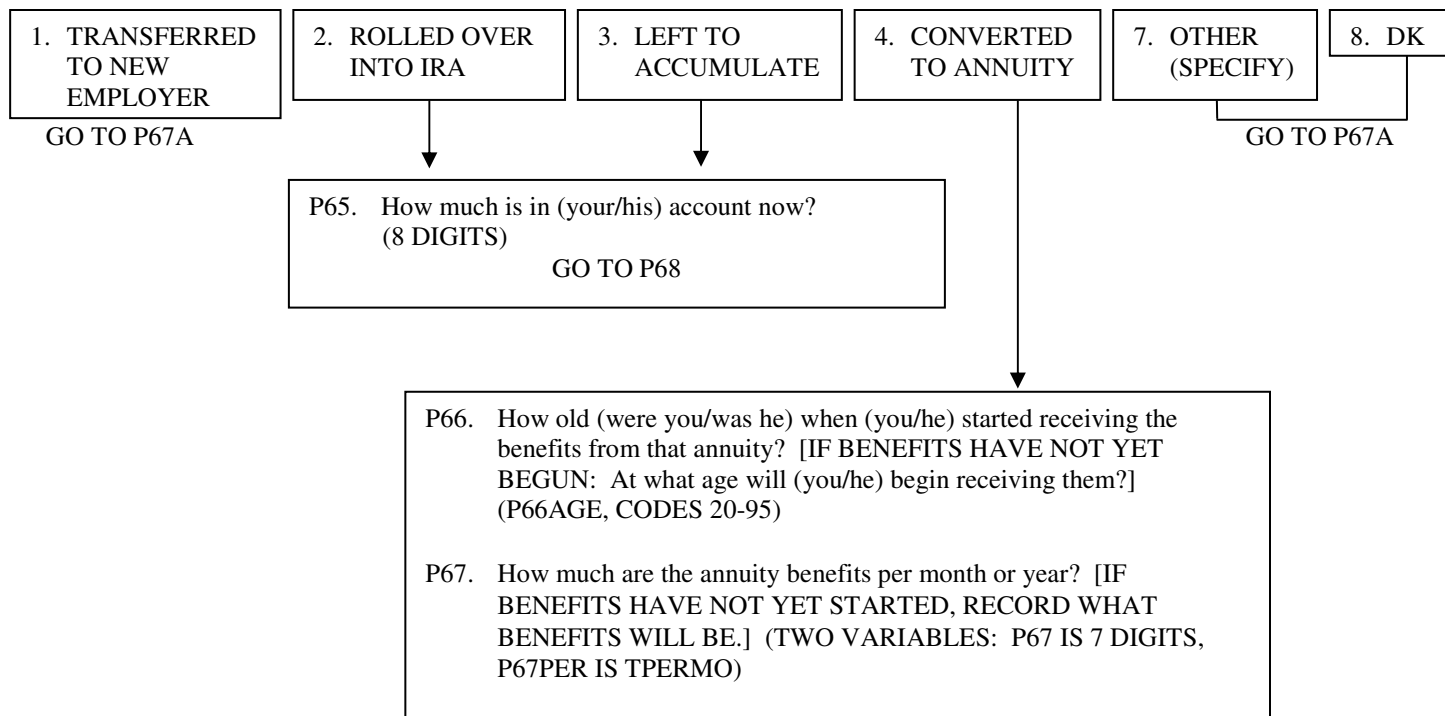 1. TRANSFERRED
TO NEW
EMPLOYER
2. ROLLED OVER
INTO IRA
3. LEFT TO
ACCUMULATE
4. CONVERTED
TO ANNUITY
7. OTHER
(SPECIFY)
8. DK
GO TO P67A
GO TO P67A
P65. How much is in (your/his) account now?
(8 DIGITS)
GO TO P68
P66. How old (were you/was he) when (you/he) started receiving the
benefits from that annuity? [IF BENEFITS HAVE NOT YET
BEGUN: At what age will (you/he) begin receiving them?]
(P66AGE, CODES 20-95)
P67. How much are the annuity benefits per month or year? [IF
BENEFITS HAVE NOT YET STARTED, RECORD WHAT
BENEFITS WILL BE.] (TWO VARIABLES: P67 IS 7 DIGITS,
P67PER IS TPERMO)